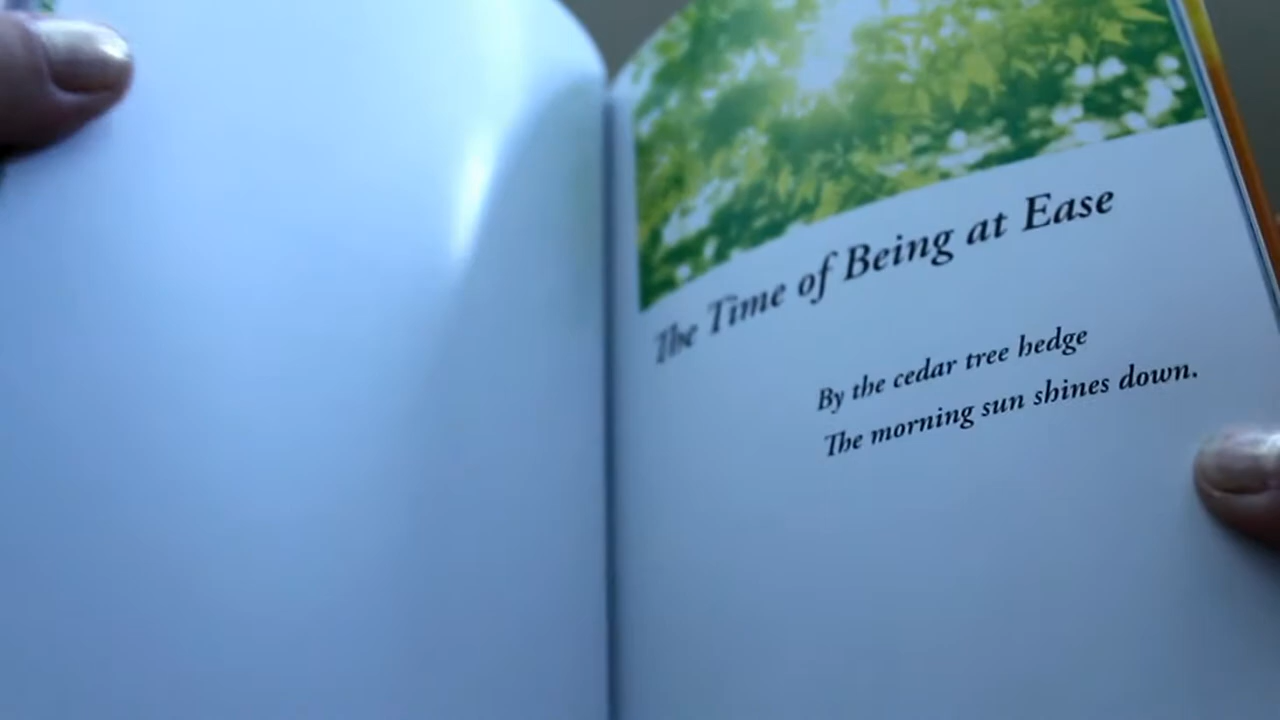 The Time of Being at Ease
By the cedar tree hedge
The morning sun shines down.